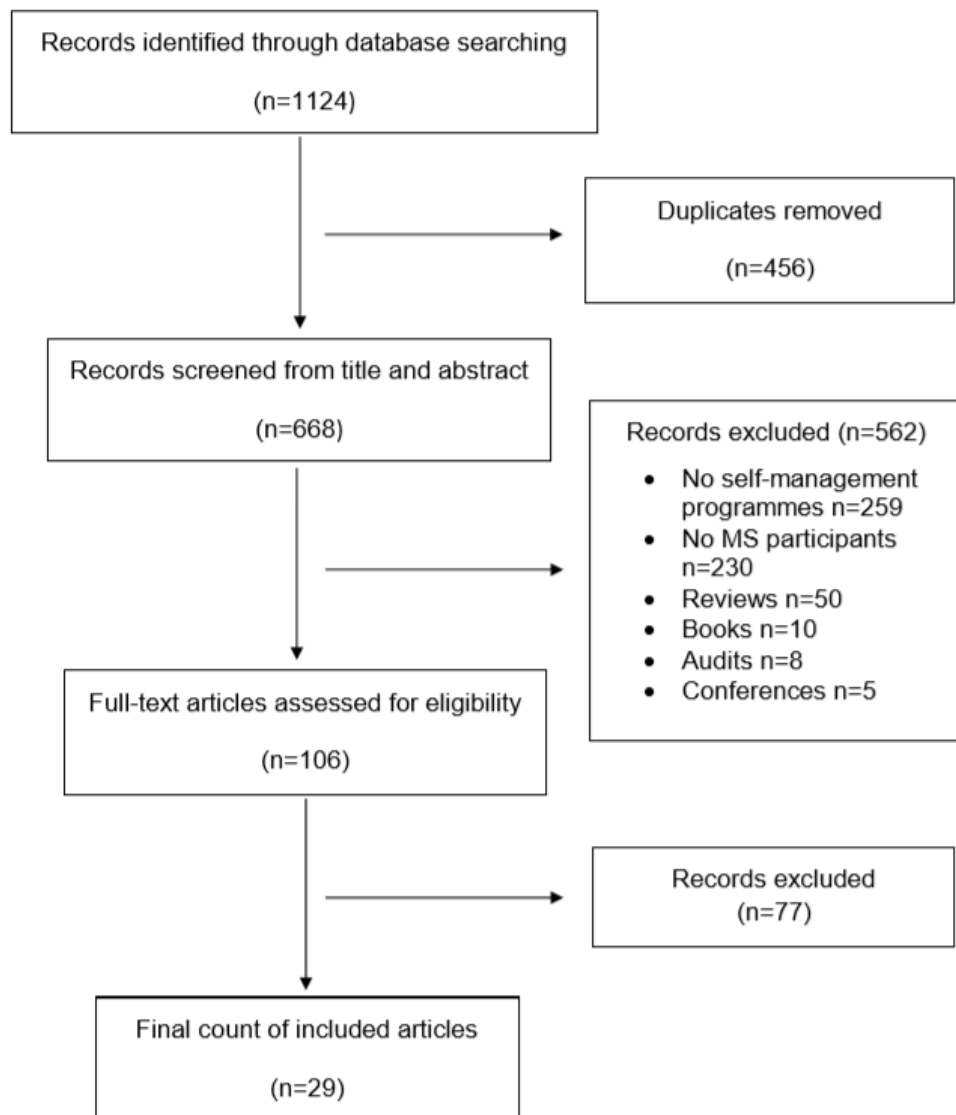 Records identified through database searching
(n=1124)
Duplicates removed
(n=456)
Records screened from title and abstract
(n=668)
Records excluded (n=562)
• No self-management
programmes n=259
• No MS participants
n=230
• Reviews n=50
• Books n=10
• Audits n=8
• Conferences n=5
Full-text articles assessed for eligibility
(n=106)
Records excluded
(n=77)
Final count of included articles
(n=29)